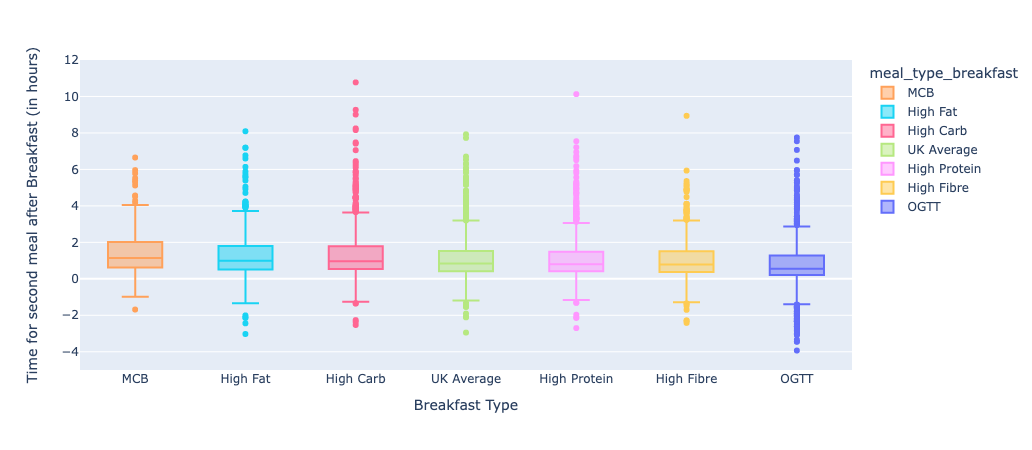 Time for second meal after Breakfast (in hours)
12
10
8
6
4
2
0
−2
−4
MCB
High Fat
High Carb
UK Average
High Protein
High Fibre
OGTT
Breakfast Type
meal_type_breakfast
MCB
High Fat
High Carb
UK Average
High Protein
High Fibre
OGTT